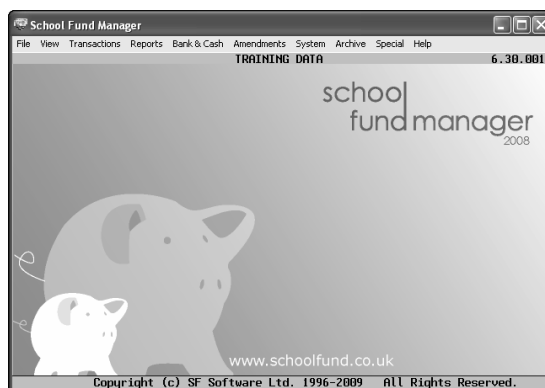 School Fund Manager
File View Transactions Reports Bank & Cash Amendments System Archive Special Help
TRAINING DATA 6.30.001
school
fund manager
2008
www.schoolfund.co.uk
Copyright (c) SF Software Ltd. 1996-2009 All Rights Reserved.